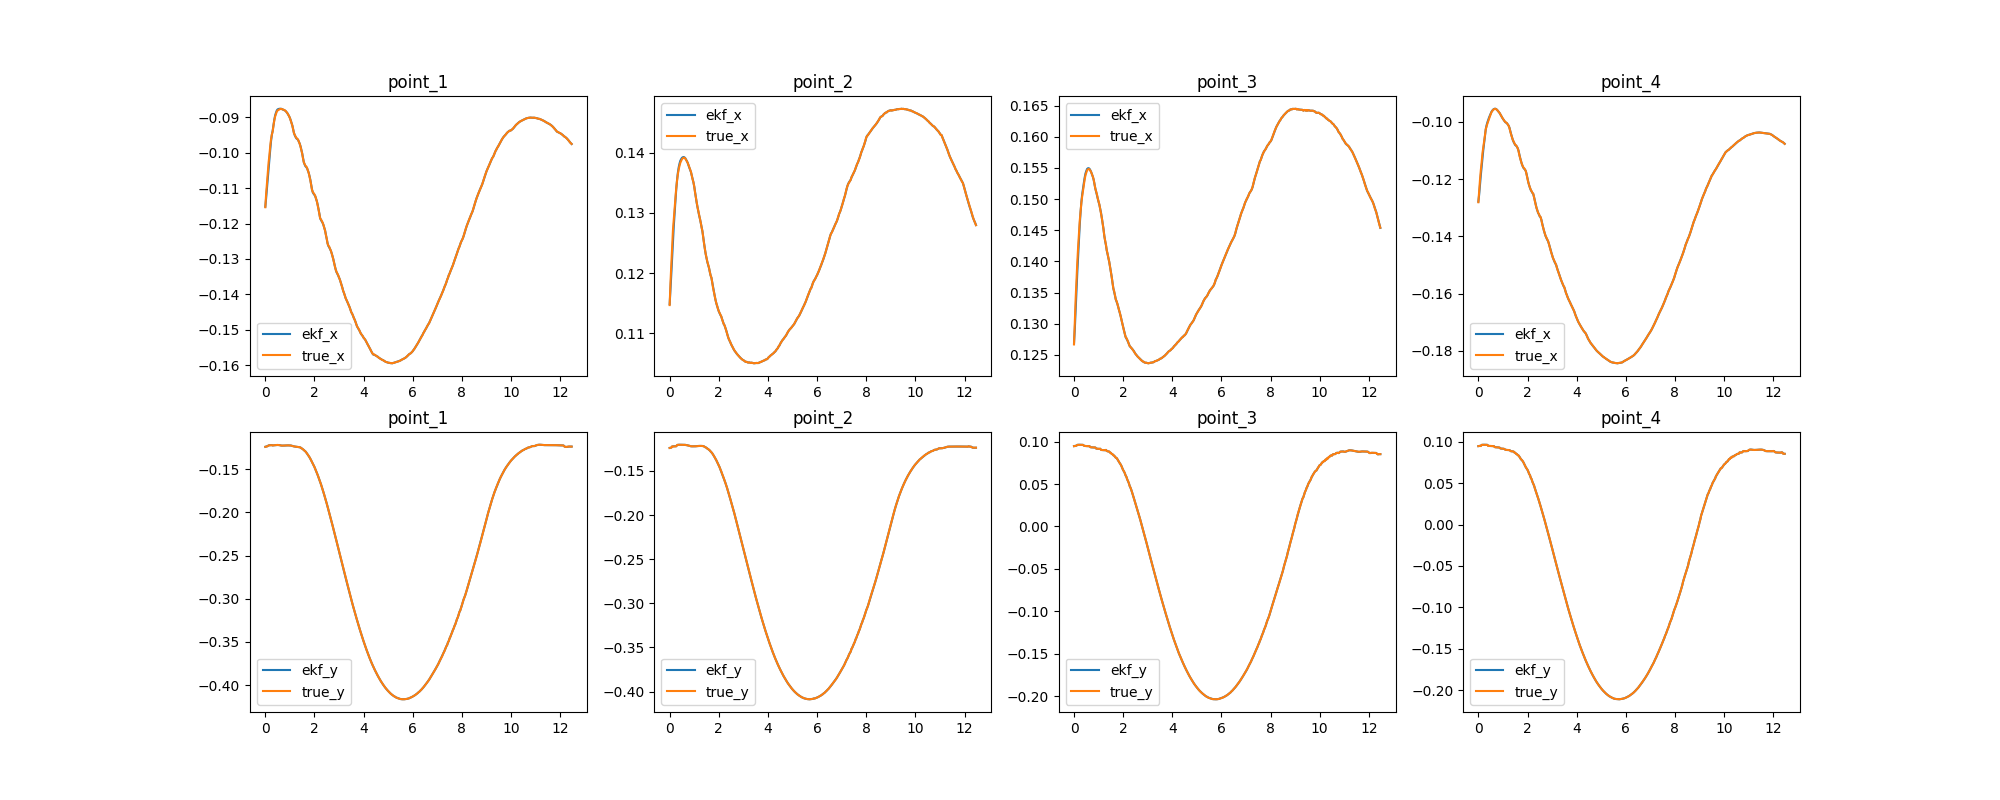 point_1
−0.09
−0.10
−0.11
−0.12
−0.13
−0.14
−0.15
−0.16
ekf_x
true_x
0 2 4 6 8 10 12
point_2
0.14
0.13
0.12
0.11
ekf_x
true_x
0 2 4 6 8 10 12
point_3
0.165
0.160
0.155
0.150
0.145
0.140
0.135
0.130
0.125
ekf_x
true_x
0 2 4 6 8 10 12
point_4
−0.10
−0.12
−0.14
−0.16
−0.18
ekf_x
true_x
0 2 4 6 8 10 12
point_1
−0.15
−0.20
−0.25
−0.30
−0.35
−0.40
ekf_y
true_y
0 2 4 6 8 10 12
point_2
−0.15
−0.20
−0.25
−0.30
−0.35
−0.40
ekf_y
true_y
0 2 4 6 8 10 12
point_3
0.10
0.05
0.00
−0.05
−0.10
−0.15
−0.20
ekf_y
true_y
0 2 4 6 8 10 12
point_4
0.10
0.05
0.00
−0.05
−0.10
−0.15
−0.20
ekf_y
true_y
0 2 4 6 8 10 12